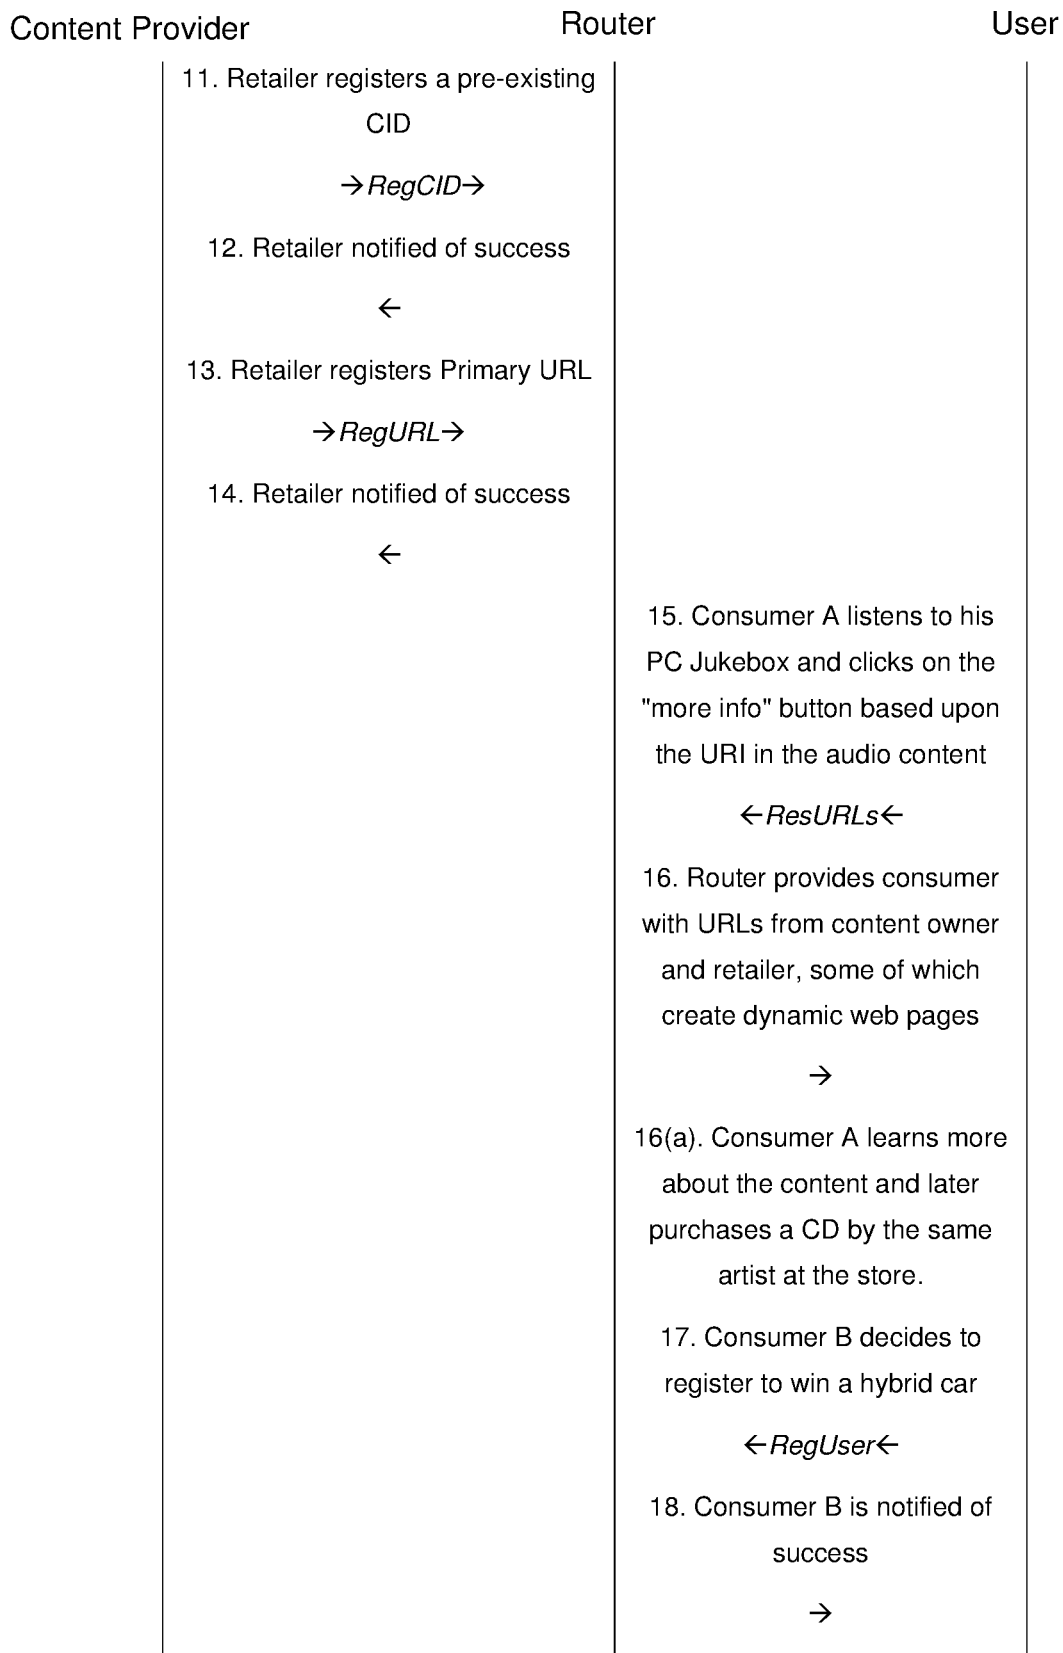 Content Provider
Router
User
11. Retailer registers a pre-existing
CID
→RegCID→
12. Retailer notified of success
←
13. Retailer registers Primary URL
→RegURL→
14. Retailer notified of success
←
15. Consumer A listens to his
PC Jukebox and clicks on the
"more info" button based upon
the URI in the audio content
←ResURLs←
16. Router provides consumer
with URLs from content owner
and retailer, some of which
create dynamic web pages
→
16(a). Consumer A learns more
about the content and later
purchases a CD by the same
artist at the store.
17. Consumer B decides to
register to win a hybrid car
←RegUser←
18. Consumer B is notified of
success
→